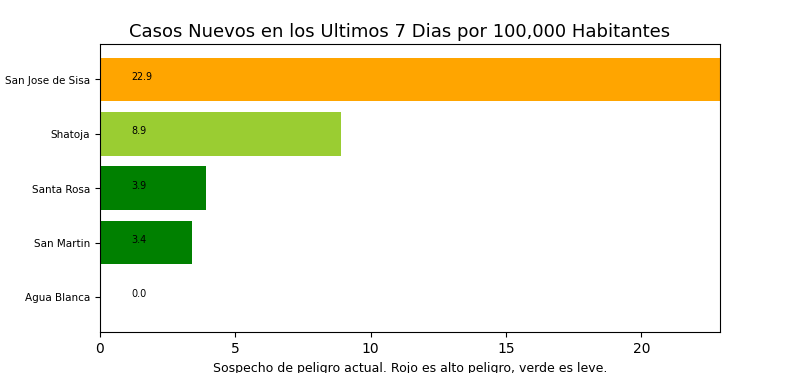 Casos Nuevos en los Ultimos 7 Dias por 100,000 Habitantes
San Jose de Sisa 22.9
Shatoja 8.9
Santa Rosa 3.9
San Martin 3.4
Agua Blanca 0.0
0 5 10 15 20
Sospecho de peligro actual. Rojo es alto peligro, verde es leve.